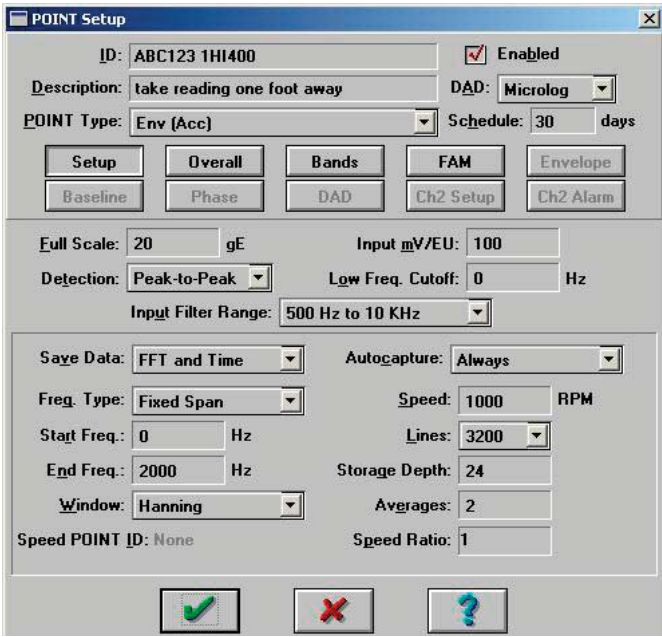 POINT Setup
ID: ABC123 1HI400 Enabled
Description: take reading one foot away DAD: Microlog
POINT Type: Env (Acc) Schedule: 30 days
Setup Overall Bands FAM Envelope
Baseline Phase DAD Ch2 Setup Ch2 Alarm
Full Scale: 20 gE Input mV/EU: 100
Detection: Peak-to-Peak Low Freq. Cutoff: 0 Hz
Input Filter Range: 500 Hz to 10 KHz
Save Data: FFT and Time Autocapture: Always
Freq. Type: Fixed Span Speed: 1000 RPM
Start Freq.: 0 Hz Lines: 3200
End Freq.: 2000 Hz Storage Depth: 24
Window: Hanning Averages: 2
Speed POINT ID: None Speed Ratio: 1